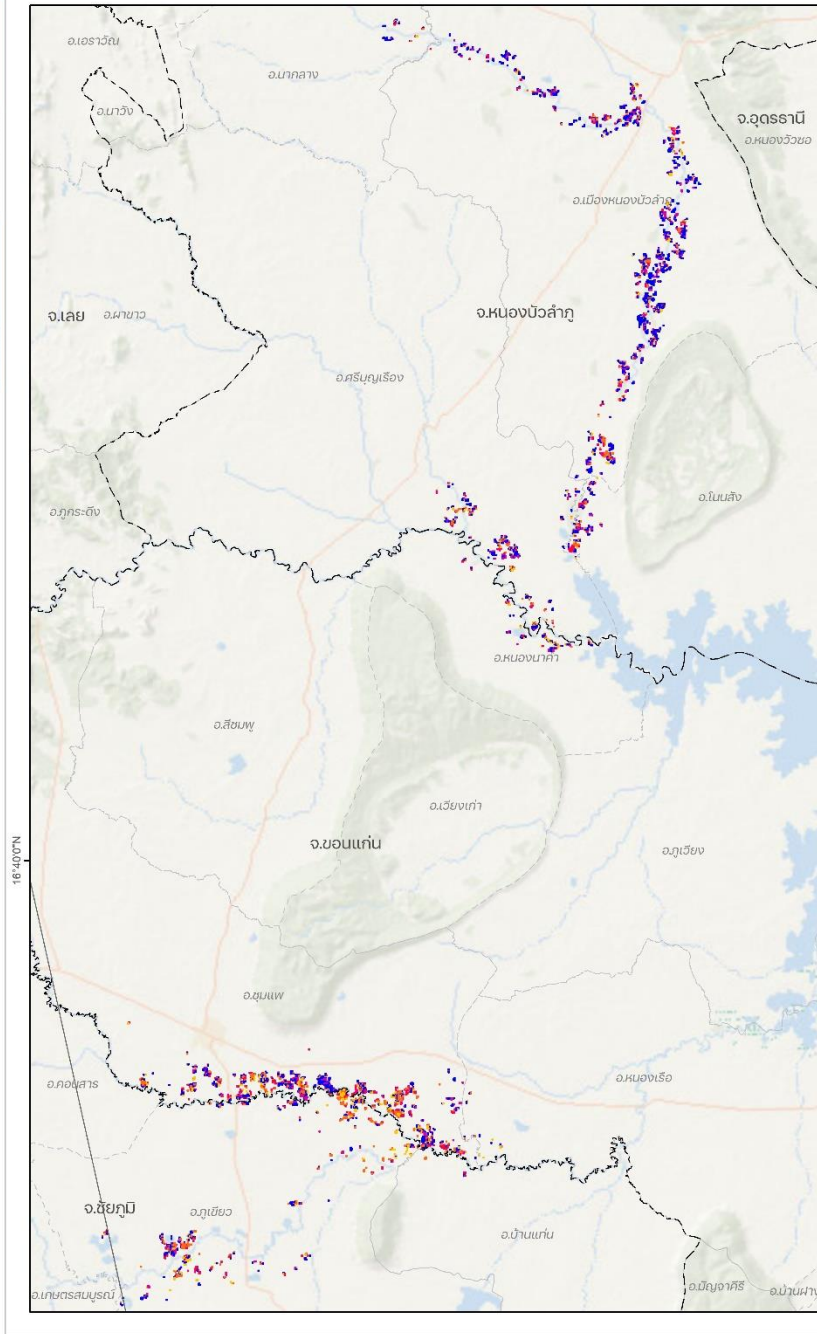 อ.เอราวัณ
อ.นากลาง
อ.นาวัง
จ.อุดรธานี
อ.หนองวัวซอ
อ.เมืองหนองบัวลำภู
จ.เลย
อ.ผาขาว
จ.หนองบัวลำภู
อ.ศรีบุญเรือง
อ.ภูกระดึง
อ.โนนสัง
อ.หนองนาคำ
อ.สีชมพู
อ.เวียงเก่า
จ.ขอนแก่น
อ.ภูเวียง
16°40'0"N
อ.ชุมแพ
อ.คอนสาร
อ.หนองเรือ
จ.ชัยภูมิ
อ.ภูเขียว
อ.บ้านแท่น
อ.เกษตรสมบูรณ์
อ.มัญจาคีรี
อ.บ้านฝาง